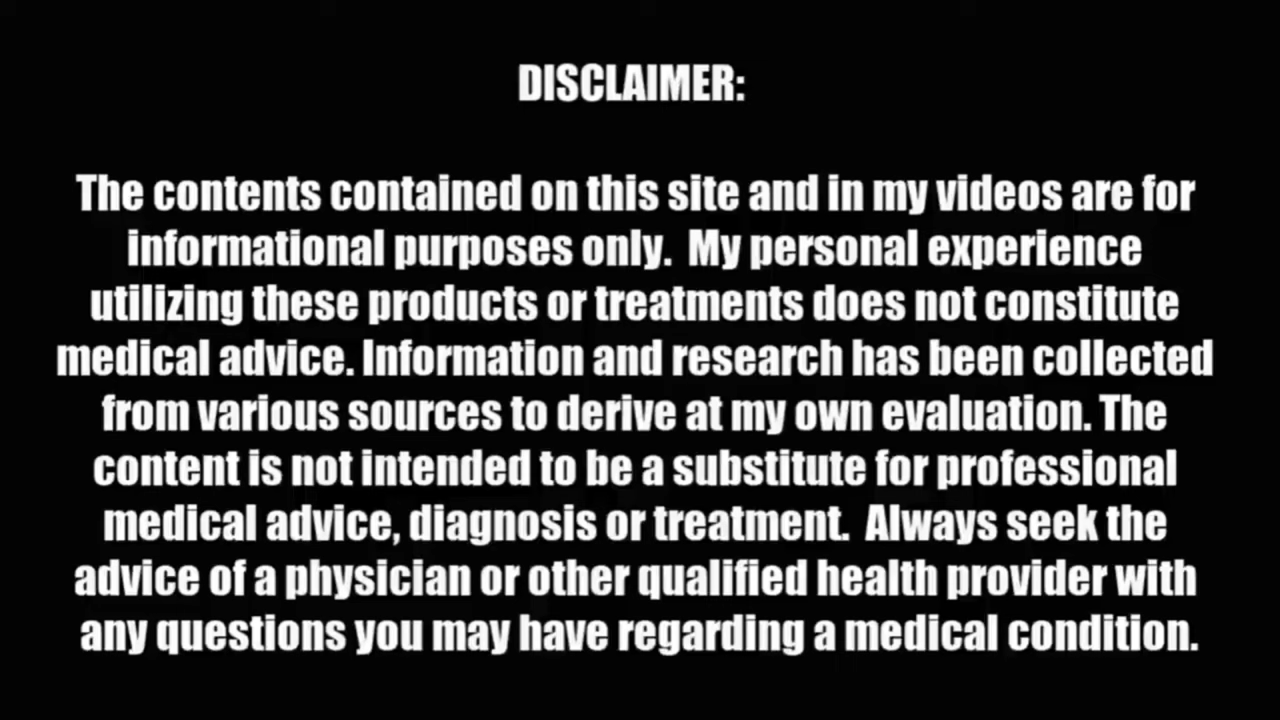 DISCLAIMER:
The contents contained on this site and in my videos are for
informational purposes only.  My personal experience
utilizing these products or treatments does not constitute
medical advice. Information and research has been collected
from various sources to derive at my own evaluation. The
content is not intended to be a substitute for professional
medical advice, diagnosis or treatment.  Always seek the
advice of a physician or other qualified health provider with
any questions you may have regarding a medical condition.